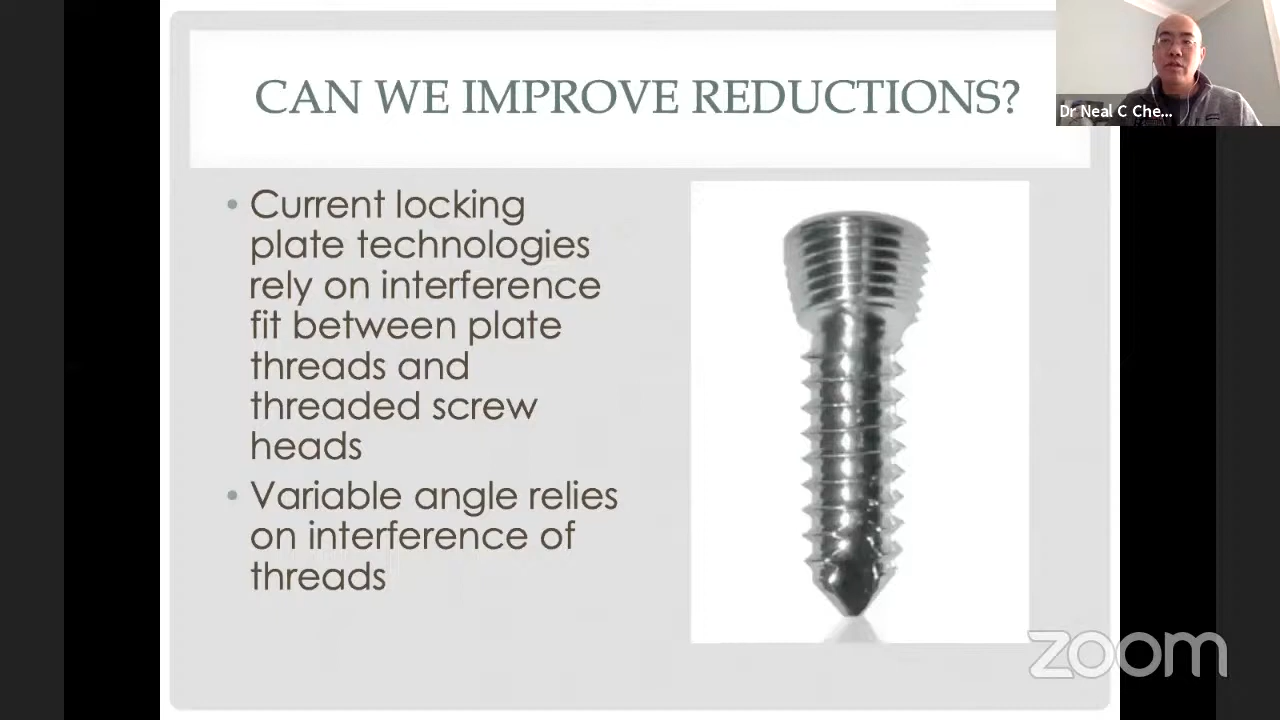 CAN WE IMPROVE REDUCTIONS?
Dr Neal C Che...
• Current locking
plate technologies
rely on interference
fit between plate
threads and
threaded screw
heads
• Variable angle relies
on interference of
threads
zoom